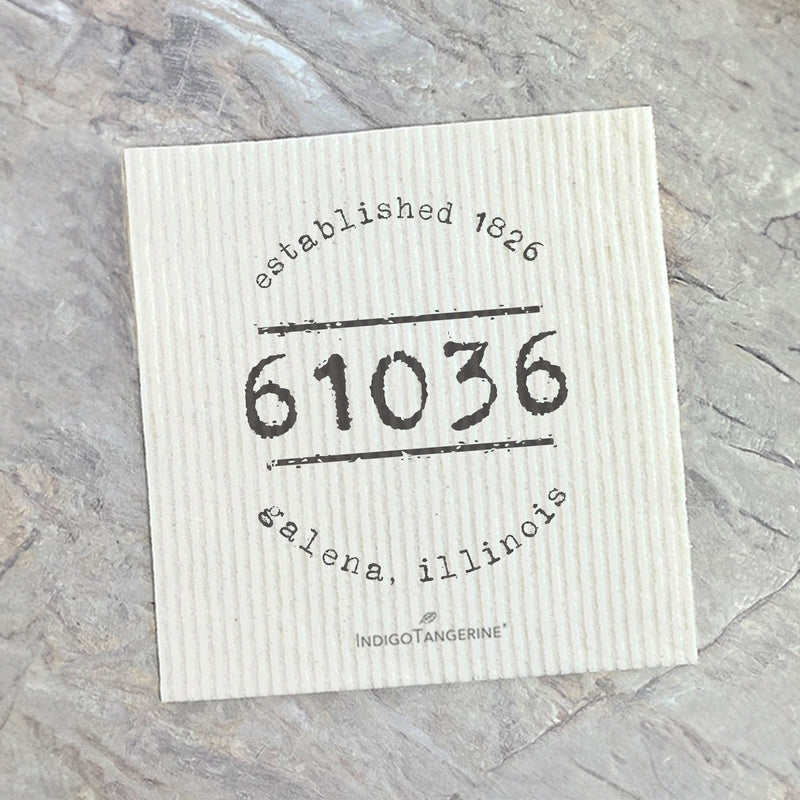 established 1826
61036
galena, illinois
INDIGOTANGERINE®